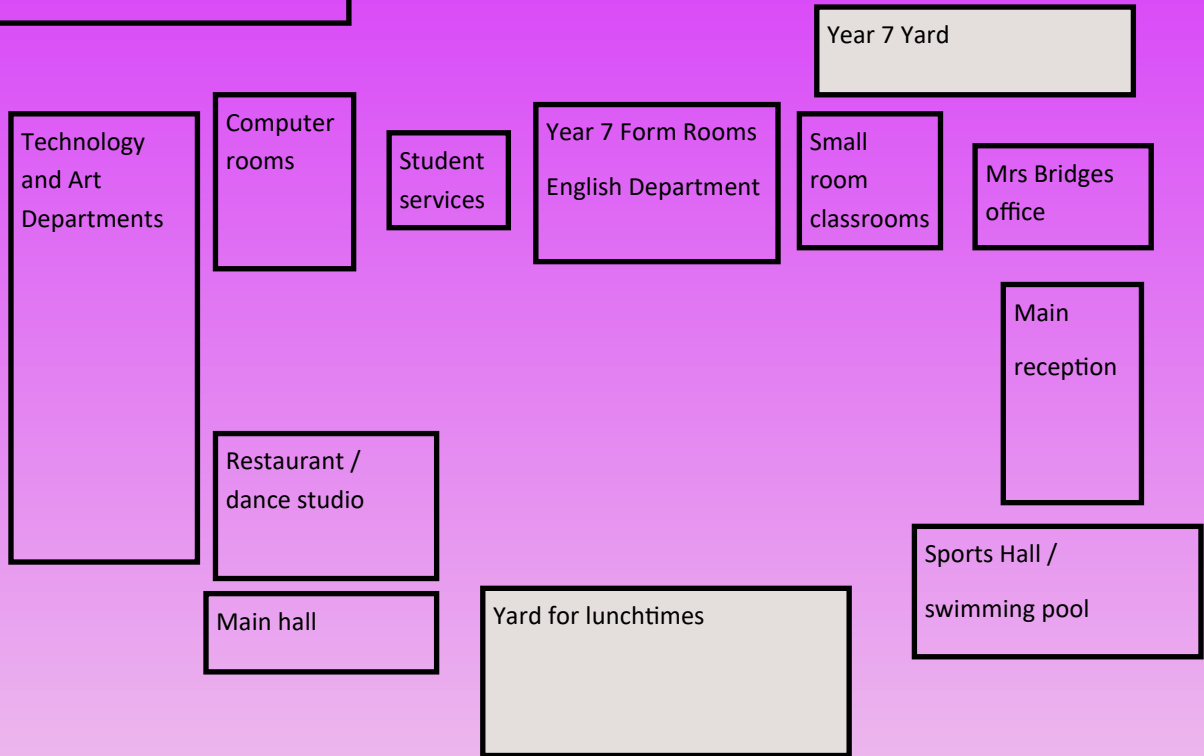 Year 7 Yard
Technology
and Art
Departments
Computer
rooms
Student
services
Year 7 Form Rooms
English Department
Small
room
classrooms
Mrs Bridges
office
Main
reception
Restaurant /
dance studio
Sports Hall /
swimming pool
Main hall
Yard for lunchtimes